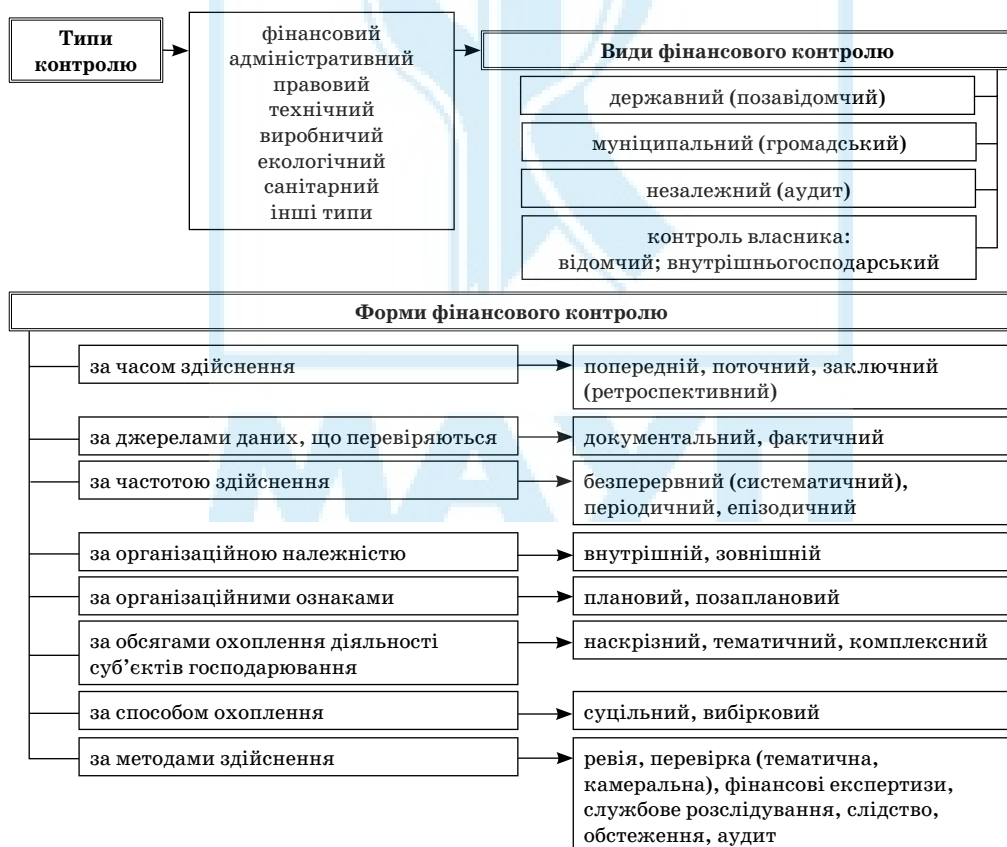 Типи
контролю
фінансовий
адміністративний
правовий
технічний
виробничий
екологічний
санітарний
інші типи
Види фінансового контролю
державний (позавідомчий)
муніципальний (громадський)
незалежний (аудит)
контроль власника:
відомчий; внутрішньогосподарський
Форми фінансового контролю
за часом здійснення
попередній, поточний, заключний
(ретроспективний)
за джерелами даних, що перевіряються
документальний, фактичний
за частотою здійснення
безперервний (систематичний),
періодичний, епізодичний
за організаційною належністю
внутрішній, зовнішній
за організаційними ознаками
плановий, позаплановий
за обсягами охоплення діяльності
суб’єктів господарювання
наскрізний, тематичний, комплексний
за способом охоплення
суцільний, вибірковий
за методами здійснення
ревія, перевірка (тематична,
камеральна), фінансові експертизи,
службове розслідування, слідство,
обстеження, аудит
МАУП